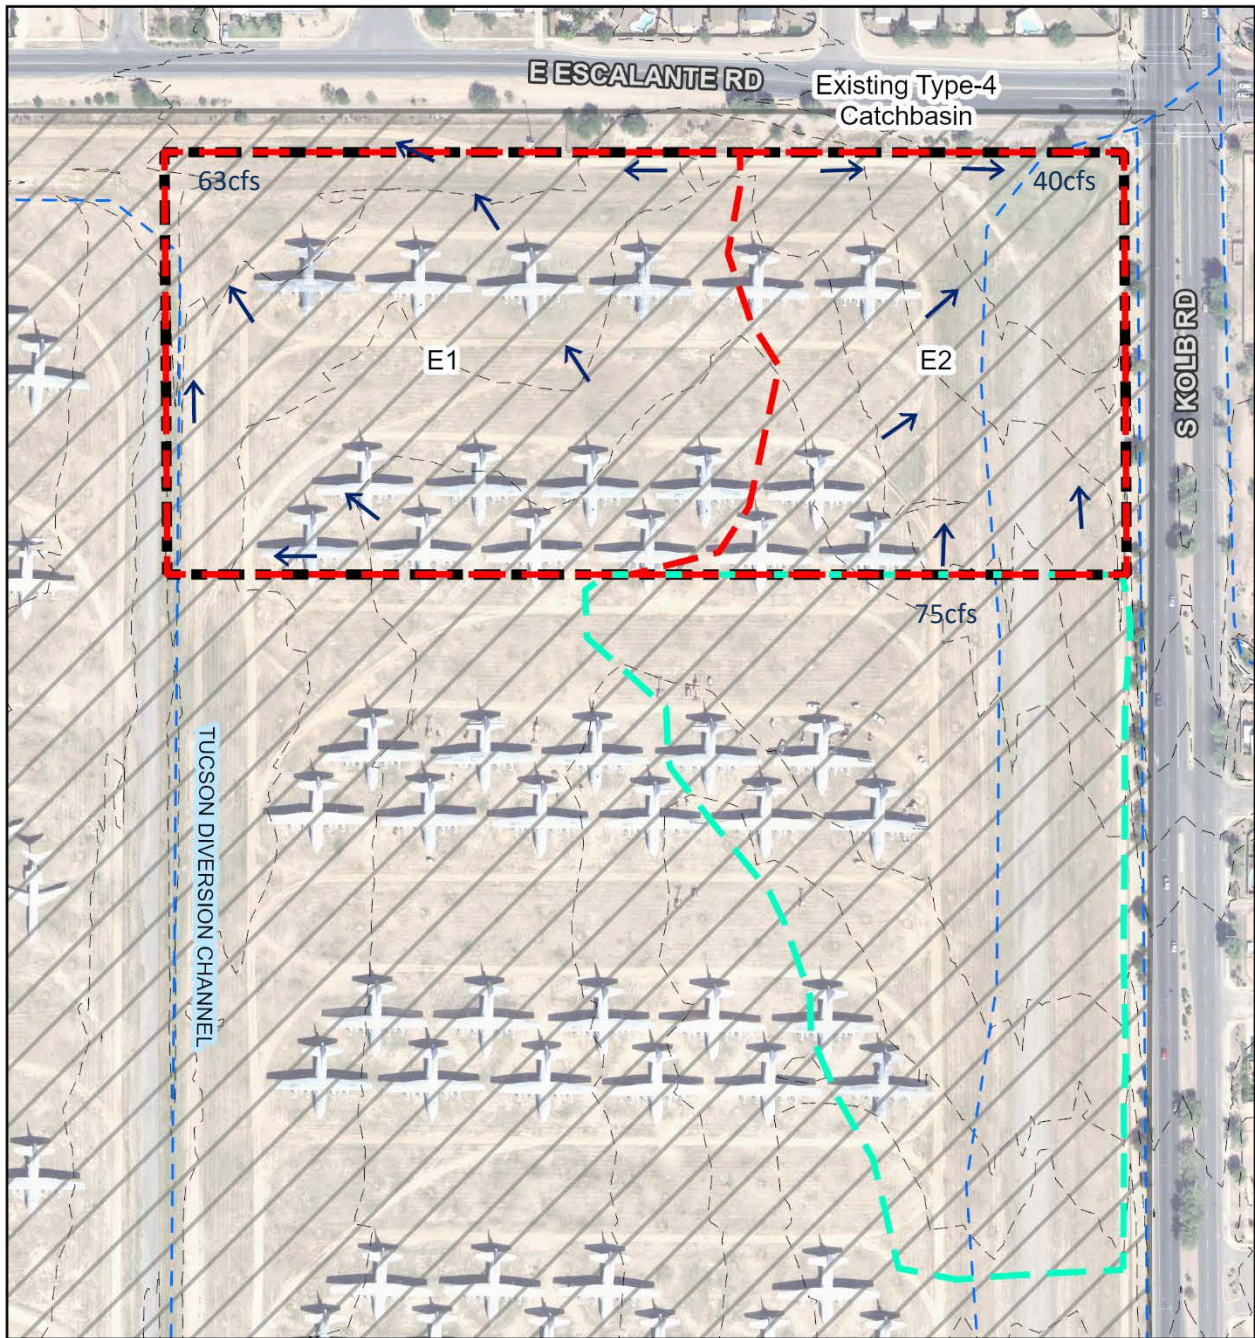 E ESCALANTE RD
Existing Type-4
Catchbasin
63cfs
40cfs
E1
E2
S KOLB RD
75cfs
TUCSON DIVERSION CHANNEL